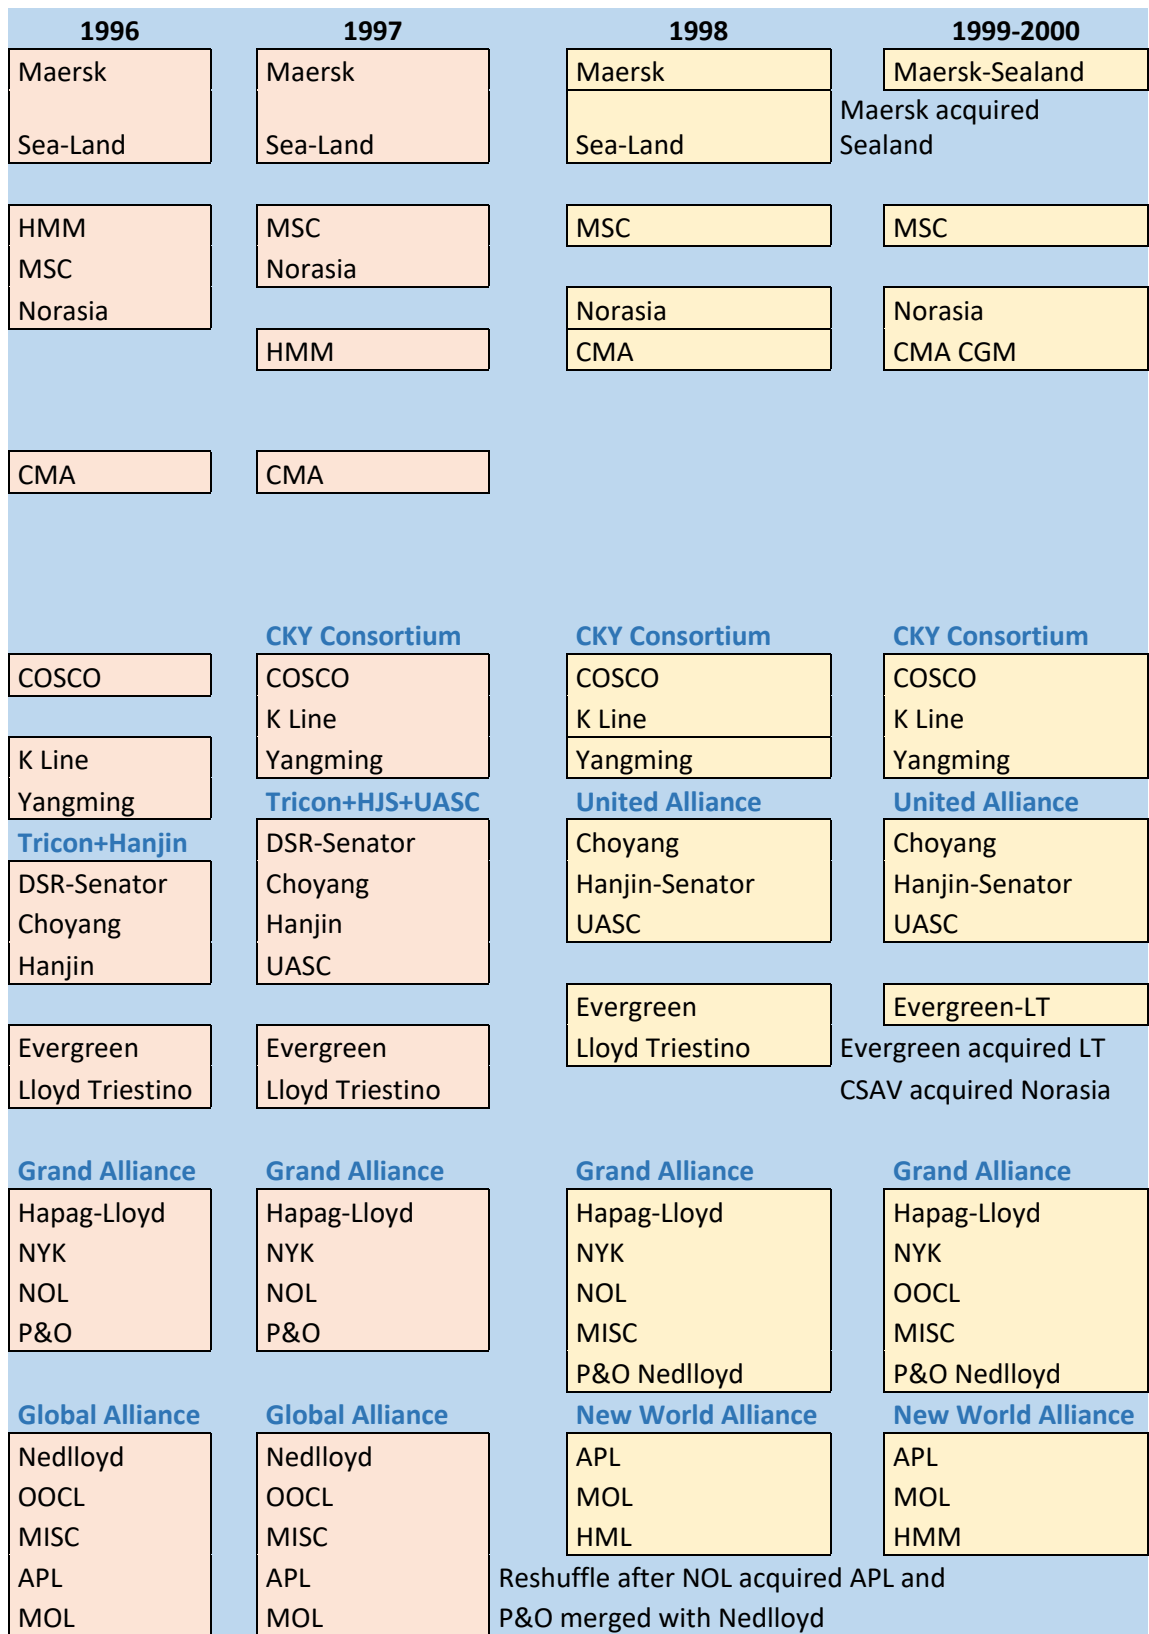 1996 1997 1998 1999-2000
Maersk Maersk Maersk Maersk-Sealand
Maersk acquired
Sea-Land Sea-Land Sea-Land Sealand
HMM MSC MSC MSC
MSC Norasia
Norasia Norasia Norasia
HMM CMA CMA CGM
CMA CMA
CKY Consortium CKY Consortium CKY Consortium
COSCO COSCO COSCO COSCO
K Line K Line K Line
K Line Yangming Yangming Yangming
Yangming Tricon+HJS+UASC United Alliance United Alliance
Tricon+Hanjin DSR-Senator Choyang Choyang
DSR-Senator Choyang Hanjin-Senator Hanjin-Senator
Choyang Hanjin UASC UASC
Hanjin UASC
Evergreen Evergreen-LT
Evergreen Evergreen Lloyd Triestino Evergreen acquired LT
Lloyd Triestino Lloyd Triestino CSAV acquired Norasia
Grand Alliance Grand Alliance Grand Alliance Grand Alliance
Hapag-Lloyd Hapag-Lloyd Hapag-Lloyd Hapag-Lloyd
NYK NYK NYK NYK
NOL NOL NOL OOCL
P&O P&O MISC MISC
P&O Nedlloyd P&O Nedlloyd
Global Alliance Global Alliance New World Alliance New World Alliance
Nedlloyd Nedlloyd APL APL
OOCL OOCL MOL MOL
MISC MISC HML HMM
APL APL Reshuffle after NOL acquired APL and
MOL MOL P&O merged with Nedlloyd